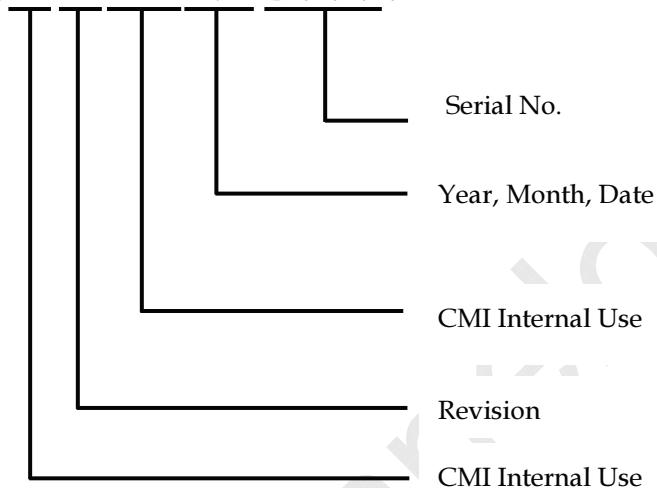 Serial No.
Year, Month, Date
CMI Internal Use
Revision
CMI Internal Use